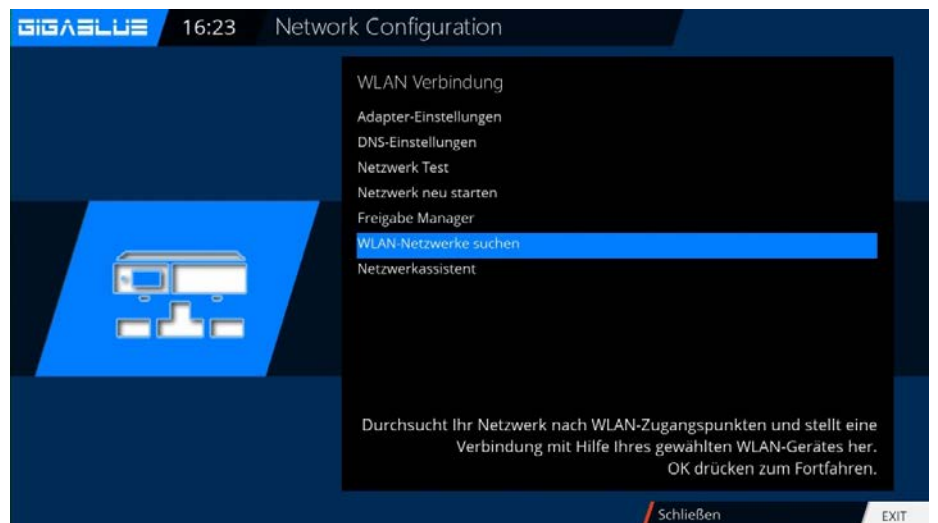 GIGABLUE 16:23 Network Configuration
WLAN Verbindung
Adapter-Einstellungen
DNS-Einstellungen
Netzwerk Test
Netzwerk neu starten
Freigabe Manager
WLAN-Netzwerke suchen
Netzwerkassistent
Durchsucht Ihr Netzwerk nach WLAN-Zugangspunkten und stellt eine
Verbindung mit Hilfe Ihres gewählten WLAN-Gerätes her.
OK drücken zum Fortfahren.
Schließen EXIT